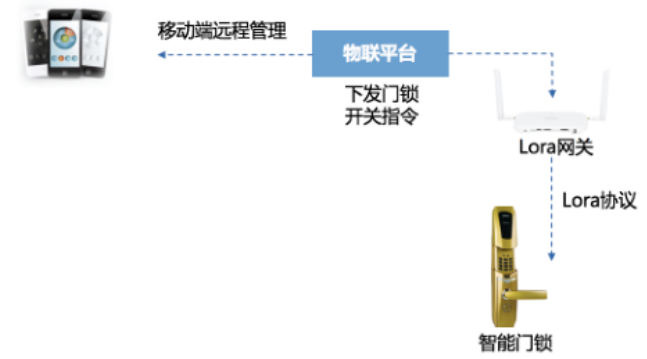 移动端远程管理
物联平台
下发门锁
开关指令
Lora网关
Lora协议
智能门锁